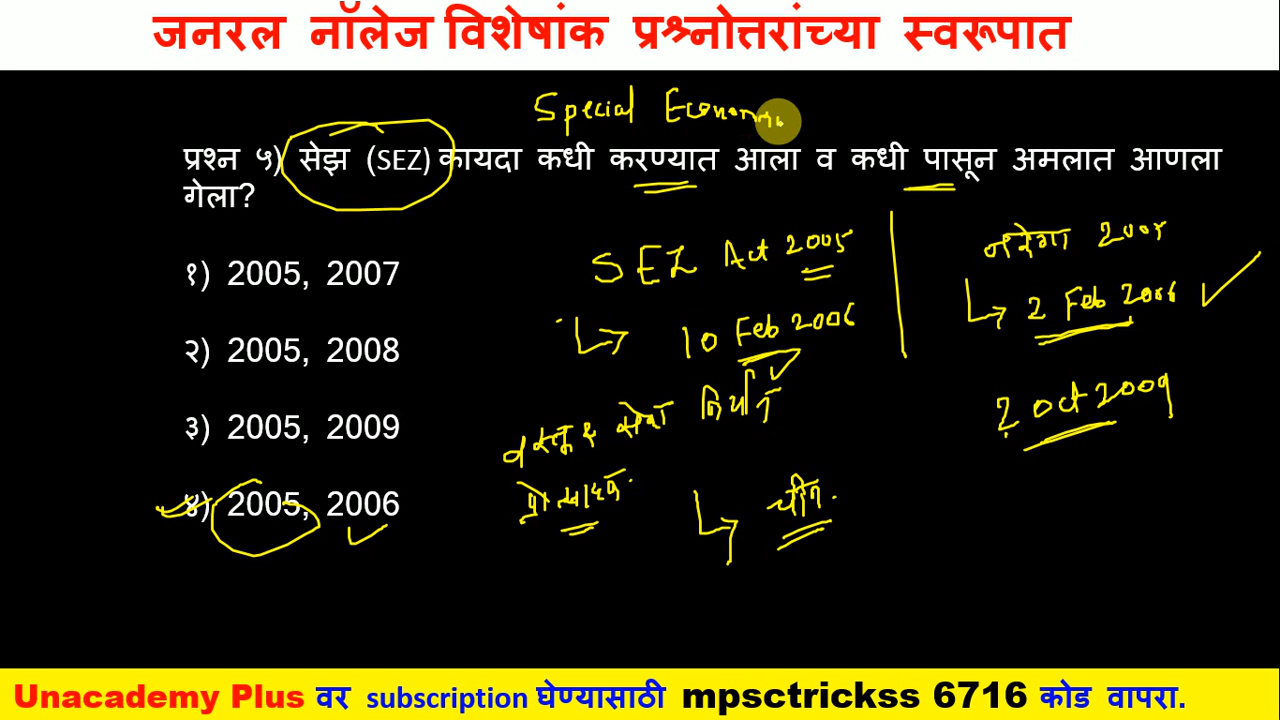 जनरल नॉलेज विशेषांक प्रश्नोत्तरांच्या स्वरूपात
Special Econom
प्रश्न ५) सेझ (SEZ) कायदा कधी करण्यात आला व कधी पासून अमलात आणला
गेला?
१) 2005, 2007
२) 2005, 2008
३) 2005, 2009
४) 2005, 2006
SEZ Act 2005
10 Feb 2006
वस्तू व सेवा निर्यात
प्रोत्साहन
चीन
नरेगा 2005
2 Feb 2006
2 Oct 2009
Unacademy Plus वर subscription घेण्यासाठी mpsctrickss 6716 कोड वापरा.